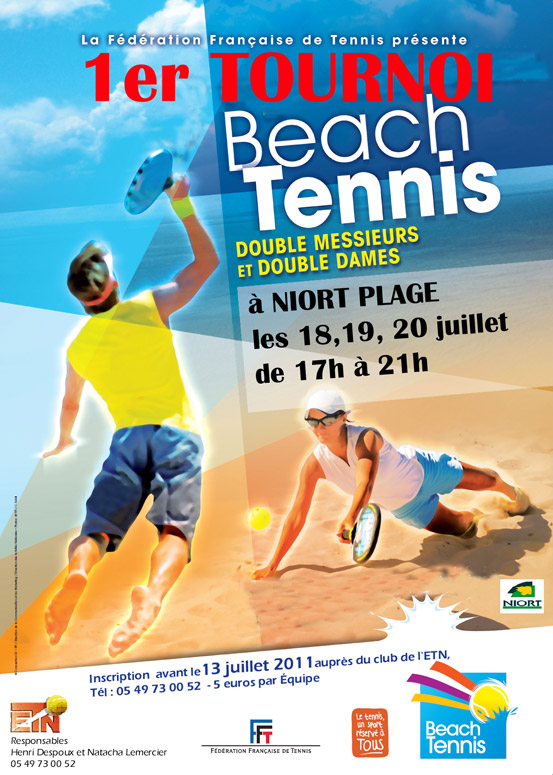 La Fédération Française de Tennis présente
1er TOURNOI
Beach
Tennis
DOUBLE MESSIEURS
ET DOUBLE DAMES
à NIORT PLAGE
les 18,19, 20 juillet
de 17h à 21h
NIORT
Inscription avant le 13 juillet 2011 auprès du club de l'ETN,
Tél : 05 49 73 00 52 - 5 euros par Équipe
ETN
Responsables
Henri Despoux et Natacha Lemercier
05 49 73 00 52
FFT
FÉDÉRATION FRANÇAISE DE TENNIS
Le tennis,
un sport
réservé à
TOUS
Beach
Tennis